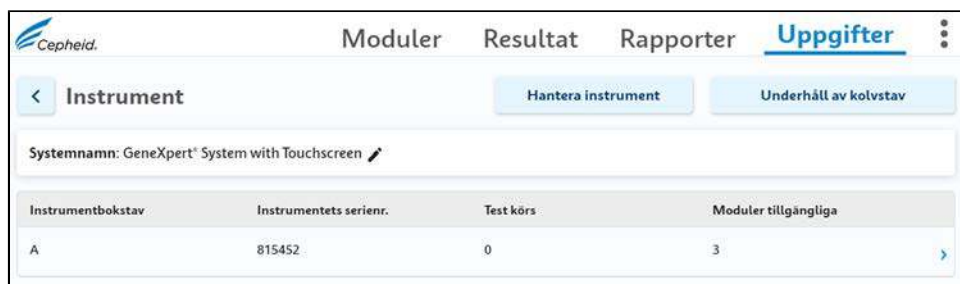 Cepheid. Moduler Resultat Rapporter Uppgifter
Instrument Hantera instrument Underhåll av kolvstav
Systemnamn: GeneXpert® System with Touchscreen
Instrumentbokstav Instrumentets serienr. Test körs Moduler tillgängliga
A 815452 0 3